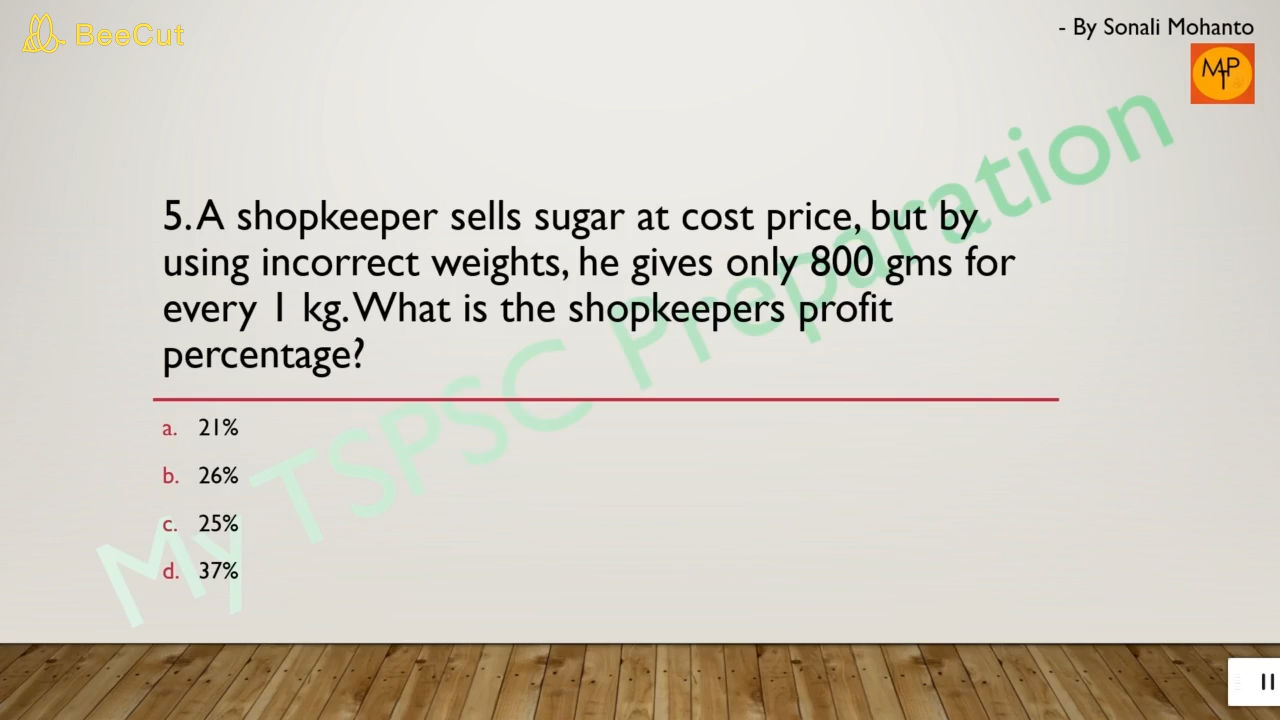 BeeCut
- By Sonali Mohanto
MTP
5. A shopkeeper sells sugar at cost price, but by
using incorrect weights, he gives only 800 gms for
every 1 kg. What is the shopkeepers profit
percentage?
a. 21%
b. 26%
c. 25%
d. 37%
My TSPSC Preparation